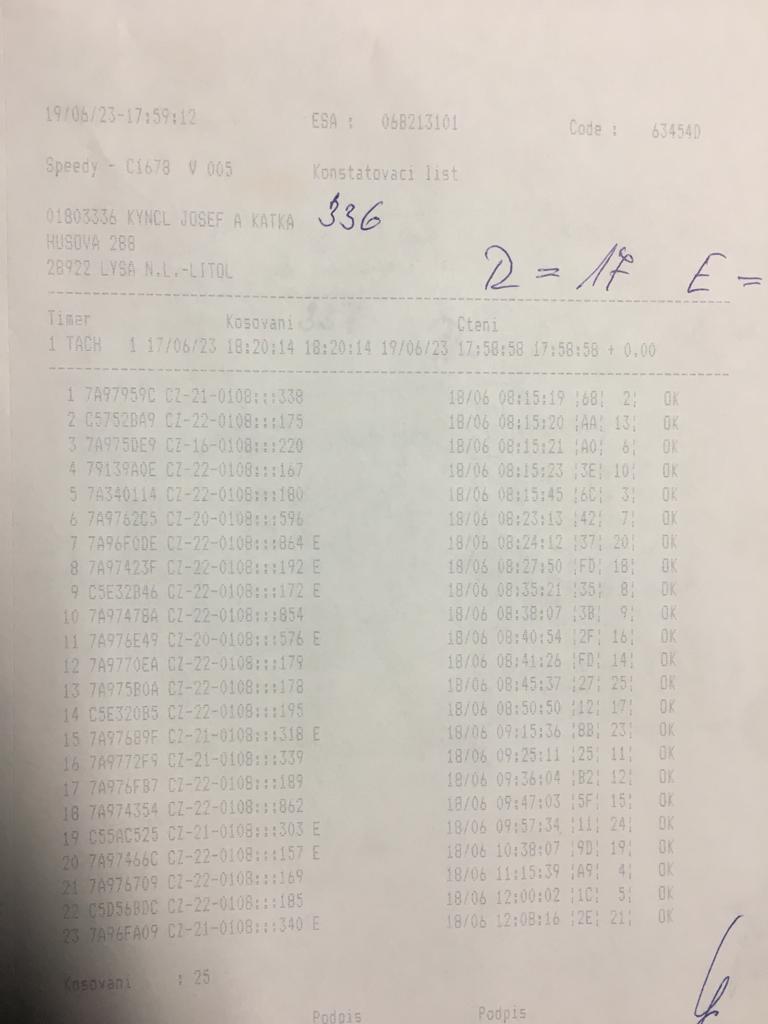 19/06/23-17:59:12 ESA : 06B213101 Code : 63454D
Speedy - Ci678 V 005 Konstatovaci list
01803336 KYNCL JOSEF A KATKA 336
HUSOVA 288
28922 LYSA N.L.-LITOL
R = 17 E =
Timer Kosovani Cteni
1 TACH 1 17/06/23 18:20:14 18:20:14 19/06/23 17:58:58 17:58:58 + 0.00
1 7A97959C CZ-21-0108:::338 18/06 08:15:19 ¦68¦ 2¦ OK
2 C5752BA9 CZ-22-0108:::175 18/06 08:15:20 ¦AA¦ 13¦ OK
3 7A975DE9 CZ-16-0108:::220 18/06 08:15:21 ¦A0¦ 6¦ OK
4 79139A0E CZ-22-0108:::167 18/06 08:15:23 ¦3E¦ 10¦ OK
5 7A340114 CZ-22-0108:::180 18/06 08:15:45 ¦6C¦ 3¦ OK
6 7A9762C5 CZ-20-0108:::596 18/06 08:23:13 ¦42¦ 7¦ OK
7 7A96F0DE CZ-22-0108:::864 E 18/06 08:24:12 ¦37¦ 20¦ OK
8 7A97423F CZ-22-0108:::192 E 18/06 08:27:50 ¦FD¦ 18¦ OK
9 C5E32B46 CZ-22-0108:::172 E 18/06 08:35:21 ¦35¦ 8¦ OK
10 7A97478A CZ-22-0108:::854 18/06 08:38:07 ¦3B¦ 9¦ OK
11 7A976E49 CZ-20-0108:::576 E 18/06 08:40:54 ¦2F¦ 16¦ OK
12 7A9770EA CZ-22-0108:::179 18/06 08:41:26 ¦FD¦ 14¦ OK
13 7A975B0A CZ-22-0108:::178 18/06 08:45:37 ¦27¦ 25¦ OK
14 C5E320B5 CZ-22-0108:::195 18/06 08:50:50 ¦12¦ 17¦ OK
15 7A97689F CZ-21-0108:::318 E 18/06 09:15:36 ¦8B¦ 23¦ OK
16 7A9772F9 CZ-21-0108:::339 18/06 09:25:11 ¦25¦ 11¦ OK
17 7A976FB7 CZ-22-0108:::189 18/06 09:36:04 ¦B2¦ 12¦ OK
18 7A974354 CZ-22-0108:::862 18/06 09:47:03 ¦5F¦ 15¦ OK
19 C55AC525 CZ-21-0108:::303 E 18/06 09:57:34 ¦11¦ 24¦ OK
20 7A97466C CZ-22-0108:::157 E 18/06 10:38:07 ¦9D¦ 19¦ OK
21 7A976709 CZ-22-0108:::169 18/06 11:15:39 ¦A9¦ 4¦ OK
22 C5D56BDC CZ-22-0108:::185 18/06 12:00:02 ¦1C¦ 5¦ OK
23 7A96FA09 CZ-21-0108:::340 E 18/06 12:08:16 ¦2E¦ 21¦ OK
Kosovani : 25
Podpis Podpis